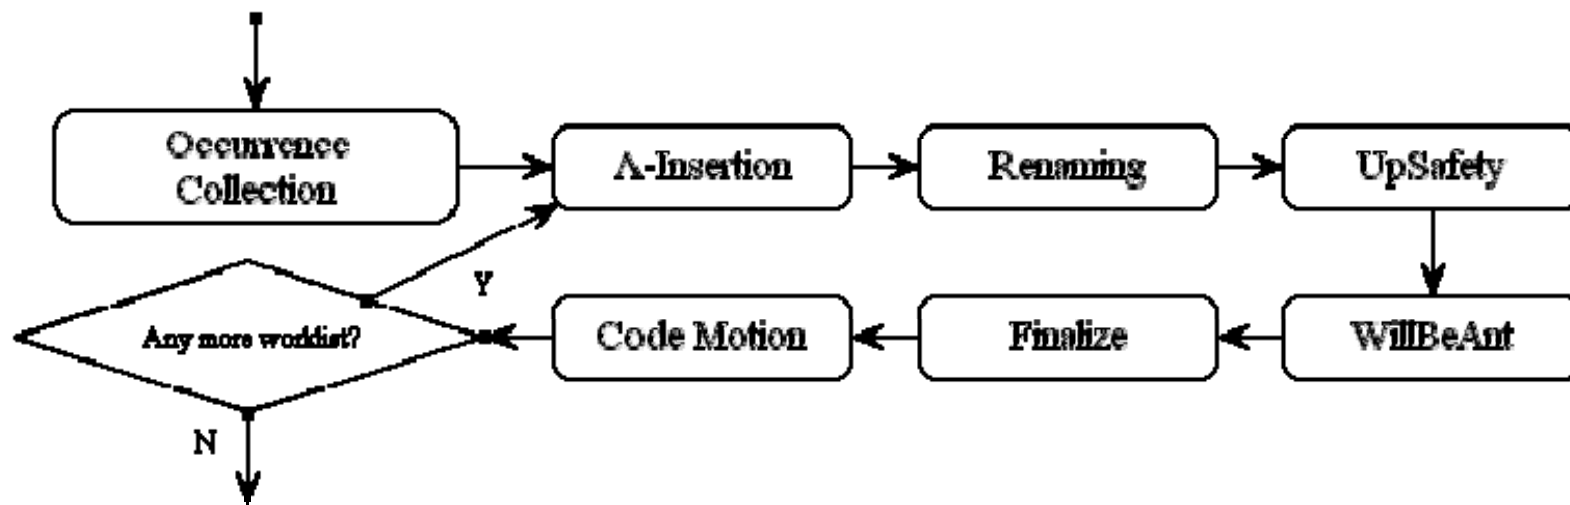 Occurrence
Collection
Λ-Insertion
Renaming
UpSafety
Y
Any more worklist?
Code Motion
Finalize
WillBeAnt
N